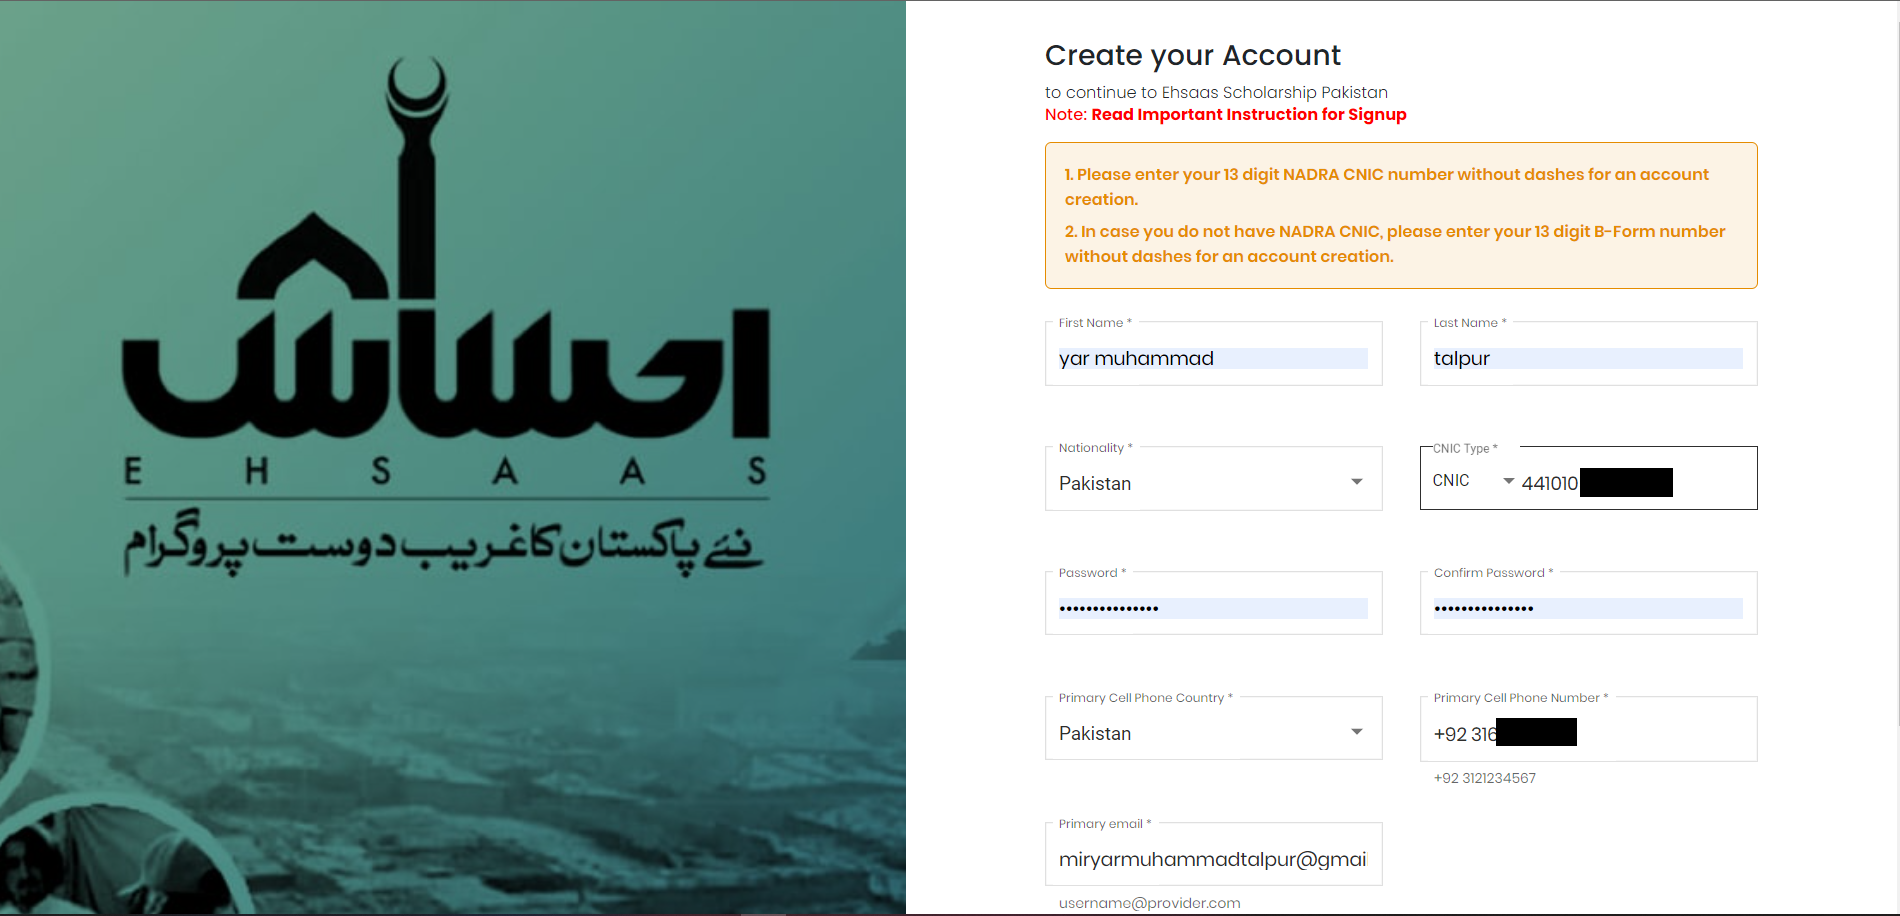 احساس
EHSAAS
نئے پاکستان کا غریب دوست پروگرام
Create your Account
to continue to Ehsaas Scholarship Pakistan
Note: Read Important Instruction for Signup
1. Please enter your 13 digit NADRA CNIC number without dashes for an account
creation.
2. In case you do not have NADRA CNIC, please enter your 13 digit B-Form number
without dashes for an account creation.
First Name *
yar muhammad
Last Name *
talpur
Nationality *
Pakistan
CNIC Type *
CNIC 441010
Password *
•••••••••••••••
Confirm Password *
•••••••••••••••
Primary Cell Phone Country *
Pakistan
Primary Cell Phone Number *
+92 316
+92 3121234567
Primary email *
miryarmuhammadtalpur@gmai
username@provider.com